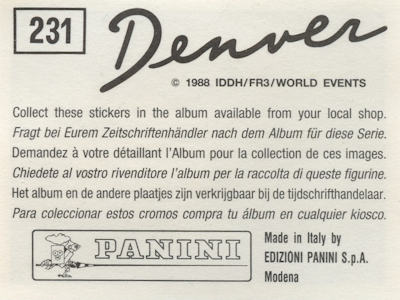 231
Denver
© 1988 IDDH/FR3/WORLD EVENTS
Collect these stickers in the album available from your local shop.
Fragt bei Eurem Zeitschriftenhändler nach dem Album für diese Serie.
Demandez à votre détaillant l'Album pour la collection de ces images.
Chiedete al vostro rivenditore l'album per la raccolta di queste figurine.
Het album en de andere plaatjes zijn verkrijgbaar bij de tijdschrifthandelaar.
Para coleccionar estos cromos compra tu álbum en cualquier kiosco.
PANINI
Made in Italy by
EDIZIONI PANINI S.p.A.
Modena